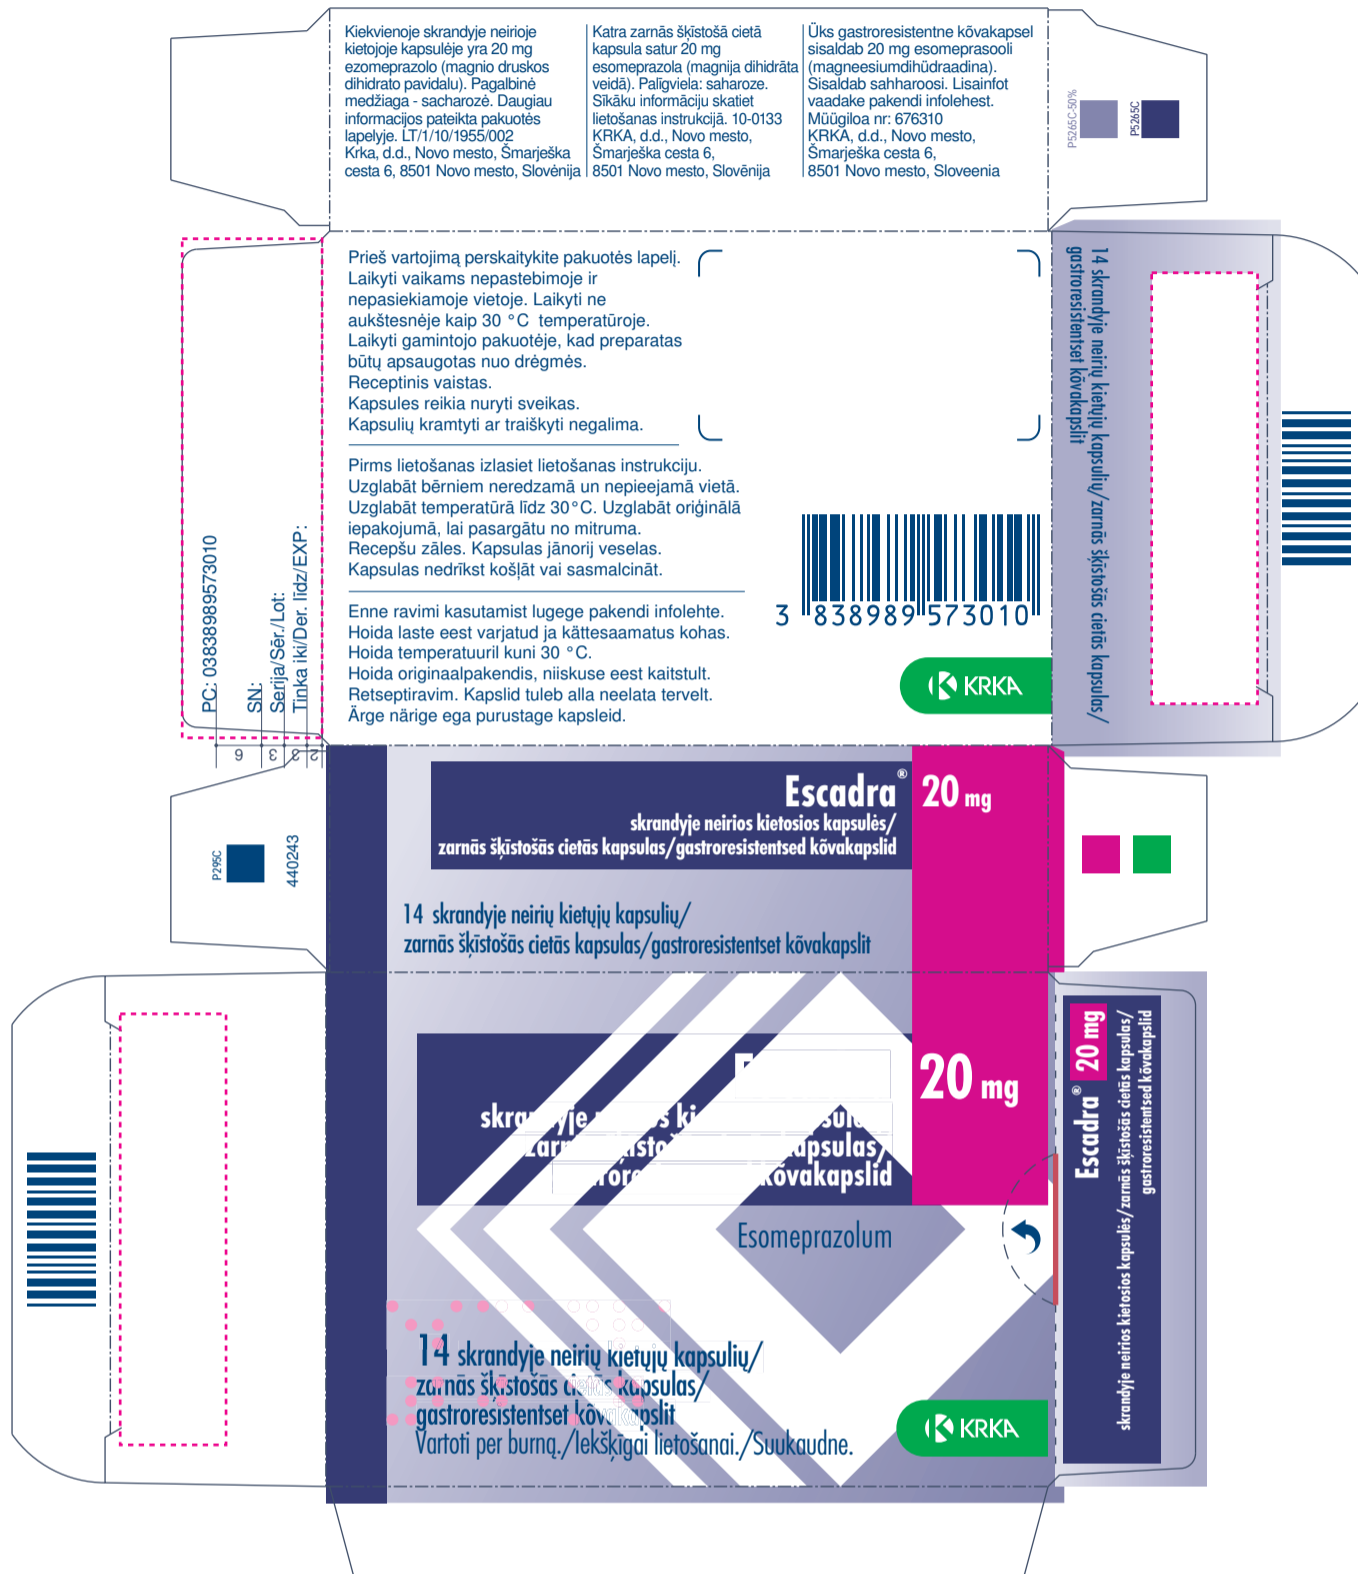 Kiekvienoje skrandyje neirioje
kietojoje kapsulėje yra 20 mg
ezomeprazolo (magnio druskos
dihidrato pavidalu). Pagalbinė
medžiaga - sacharozė. Daugiau
informacijos pateikta pakuotės
lapelyje. LT/1/10/1955/002
Krka, d.d., Novo mesto, Šmarješka
cesta 6, 8501 Novo mesto, Slovėnija
Katra zarnās šķīstošā cietā
kapsula satur 20 mg
esomeprazola (magnija dihidrāta
veidā). Palīgviela: saharoze.
Sīkāku informāciju skatiet
lietošanas instrukcijā. 10-0133
KRKA, d.d., Novo mesto,
Šmarješka cesta 6,
8501 Novo mesto, Slovēnija
Üks gastroresistentne kõvakapsel
sisaldab 20 mg esomeprasooli
(magneesiumdihüdraadina).
Sisaldab sahharoosi. Lisainfot
vaadake pakendi infolehest.
Müügiloa nr: 676310
KRKA, d.d., Novo mesto,
Šmarješka cesta 6,
8501 Novo mesto, Sloveenia
P5265C-50%
P5265C
Prieš vartojimą perskaitykite pakuotės lapelį.
Laikyti vaikams nepastebimoje ir
nepasiekiamoje vietoje. Laikyti ne
aukštesnėje kaip 30 °C temperatūroje.
Laikyti gamintojo pakuotėje, kad preparatas
būtų apsaugotas nuo drėgmės.
Receptinis vaistas.
Kapsules reikia nuryti sveikas.
Kapsulių kramtyti ar traiškyti negalima.
Pirms lietošanas izlasiet lietošanas instrukciju.
Uzglabāt bērniem neredzamā un nepieejamā vietā.
Uzglabāt temperatūrā līdz 30°C. Uzglabāt oriģinālā
iepakojumā, lai pasargātu no mitruma.
Recepšu zāles. Kapsulas jānorij veselas.
Kapsulas nedrīkst košļāt vai sasmalcināt.
Enne ravimi kasutamist lugege pakendi infolehte.
Hoida laste eest varjatud ja kättesaamatus kohas.
Hoida temperatuuril kuni 30 °C.
Hoida originaalpakendis, niiskuse eest kaitstult.
Retseptiravim. Kapslid tuleb alla neelata tervelt.
Ärge närige ega purustage kapsleid.
3 838989 573010
KRKA
14 skrandyje neirių kietųjų kapsulių/zarnās šķīstošās cietās kapsulas/
gastroresistentset kõvakapslit
PC: 03838989573010
SN:
Serija/Sēr./Lot:
Tinka iki/Der. līdz/EXP:
9 3 3 2
P295C
440243
Escadra® 20 mg
skrandyje neirios kietosios kapsulės/
zarnās šķīstošās cietās kapsulas/gastroresistentsed kõvakapslid
14 skrandyje neirių kietųjų kapsulių/
zarnās šķīstošās cietās kapsulas/gastroresistentset kõvakapslit
20 mg
kõvakapslid
Esomeprazolum
14 skrandyje neirių kietųjų kapsulių/
zarnās šķīstošās cietās kapsulas/
gastroresistentset kõvakapslit
Vartoti per burną./Iekšķīgai lietošanai./Suukaudne.
KRKA
Escadra® 20 mg
skrandyje neirios kietosios kapsulės/zarnās šķīstošās cietās kapsulas/
gastroresistentsed kõvakapslid